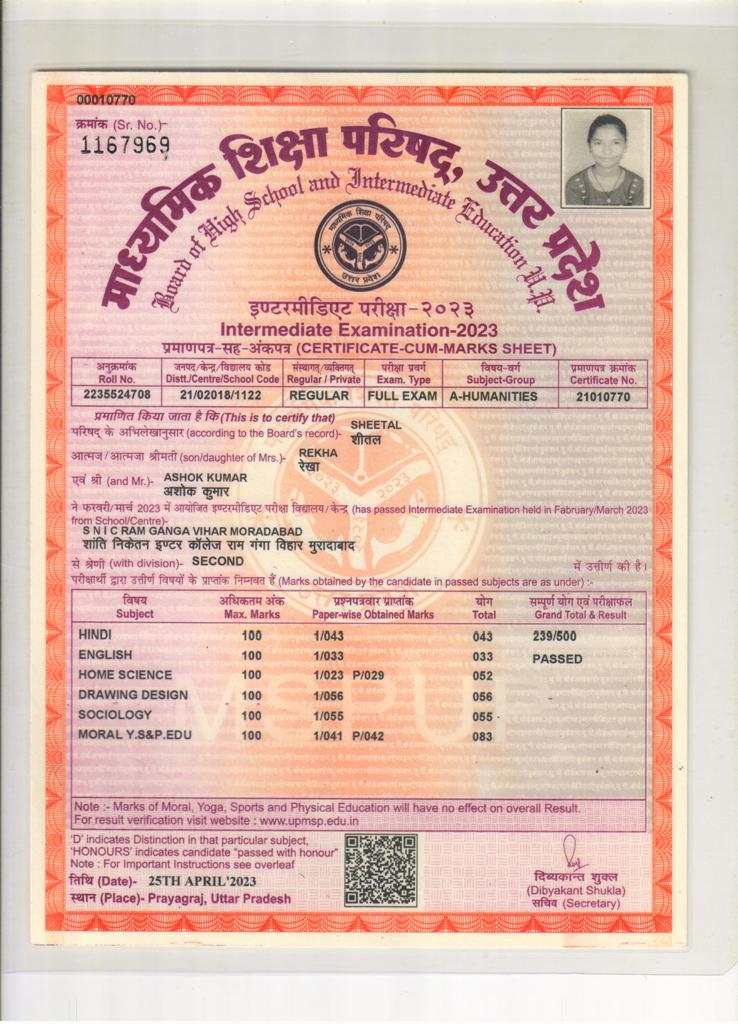 00010770
क्रमांक (Sr. No.)-
1167969
माध्यमिक शिक्षा परिषद्, उत्तर प्रदेश
Board of High School and Intermediate Education U.P.
माध्यमिक शिक्षा परिषद
उत्तर प्रदेश
इण्टरमीडिएट परीक्षा-२०२३
Intermediate Examination-2023
प्रमाणपत्र-सह-अंकपत्र (CERTIFICATE-CUM-MARKS SHEET)
अनुक्रमांक जनपद/केन्द्र/विद्यालय कोड संस्थागत/व्यक्तिगत परीक्षा प्रवर्ग विषय-वर्ग प्रमाणपत्र क्रमांक
Roll No. Distt./Centre/School Code Regular / Private Exam. Type Subject-Group Certificate No.
2235524708 21/02018/1122 REGULAR FULL EXAM A-HUMANITIES 21010770
प्रमाणित किया जाता है कि (This is to certify that)
परिषद् के अभिलेखानुसार (according to the Board's record)- SHEETAL
शीतल
आत्मज/आत्मजा श्रीमती (son/daughter of Mrs.)- REKHA
रेखा
एवं श्री (and Mr.)- ASHOK KUMAR
अशोक कुमार
ने फरवरी/मार्च 2023 में आयोजित इण्टरमीडिएट परीक्षा विद्यालय/केन्द्र (has passed Intermediate Examination held in Fabruary/March 2023
from School/Centre)-
S N I C RAM GANGA VIHAR MORADABAD
शांति निकेतन इण्टर कॉलेज राम गंगा विहार मुरादाबाद
से श्रेणी (with division)- SECOND में उत्तीर्ण की है।
परीक्षार्थी द्वारा उत्तीर्ण विषयों के प्राप्तांक निम्नवत हैं (Marks obtained by the candidate in passed subjects are as under) :-
विषय अधिकतम अंक प्रश्नपत्रवार प्राप्तांक योग सम्पूर्ण योग एवं परीक्षाफल
Subject Max. Marks Paper-wise Obtained Marks Total Grand Total & Result
HINDI 100 1/043 043 239/500
ENGLISH 100 1/033 033 PASSED
HOME SCIENCE 100 1/023 P/029 052
DRAWING DESIGN 100 1/056 056
SOCIOLOGY 100 1/055 055
MORAL Y.S&P.EDU 100 1/041 P/042 083
MSPUP
Note :- Marks of Moral, Yoga, Sports and Physical Education will have no effect on overall Result.
For result verification visit website : www.upmsp.edu.in
'D' indicates Distinction in that particular subject,
'HONOURS' indicates candidate "passed with honour"
Note : For Important Instructions see overleaf
तिथि (Date)- 25TH APRIL'2023
स्थान (Place)- Prayagraj, Uttar Pradesh
दिब्यकान्त शुक्ल
(Dibyakant Shukla)
सचिव (Secretary)